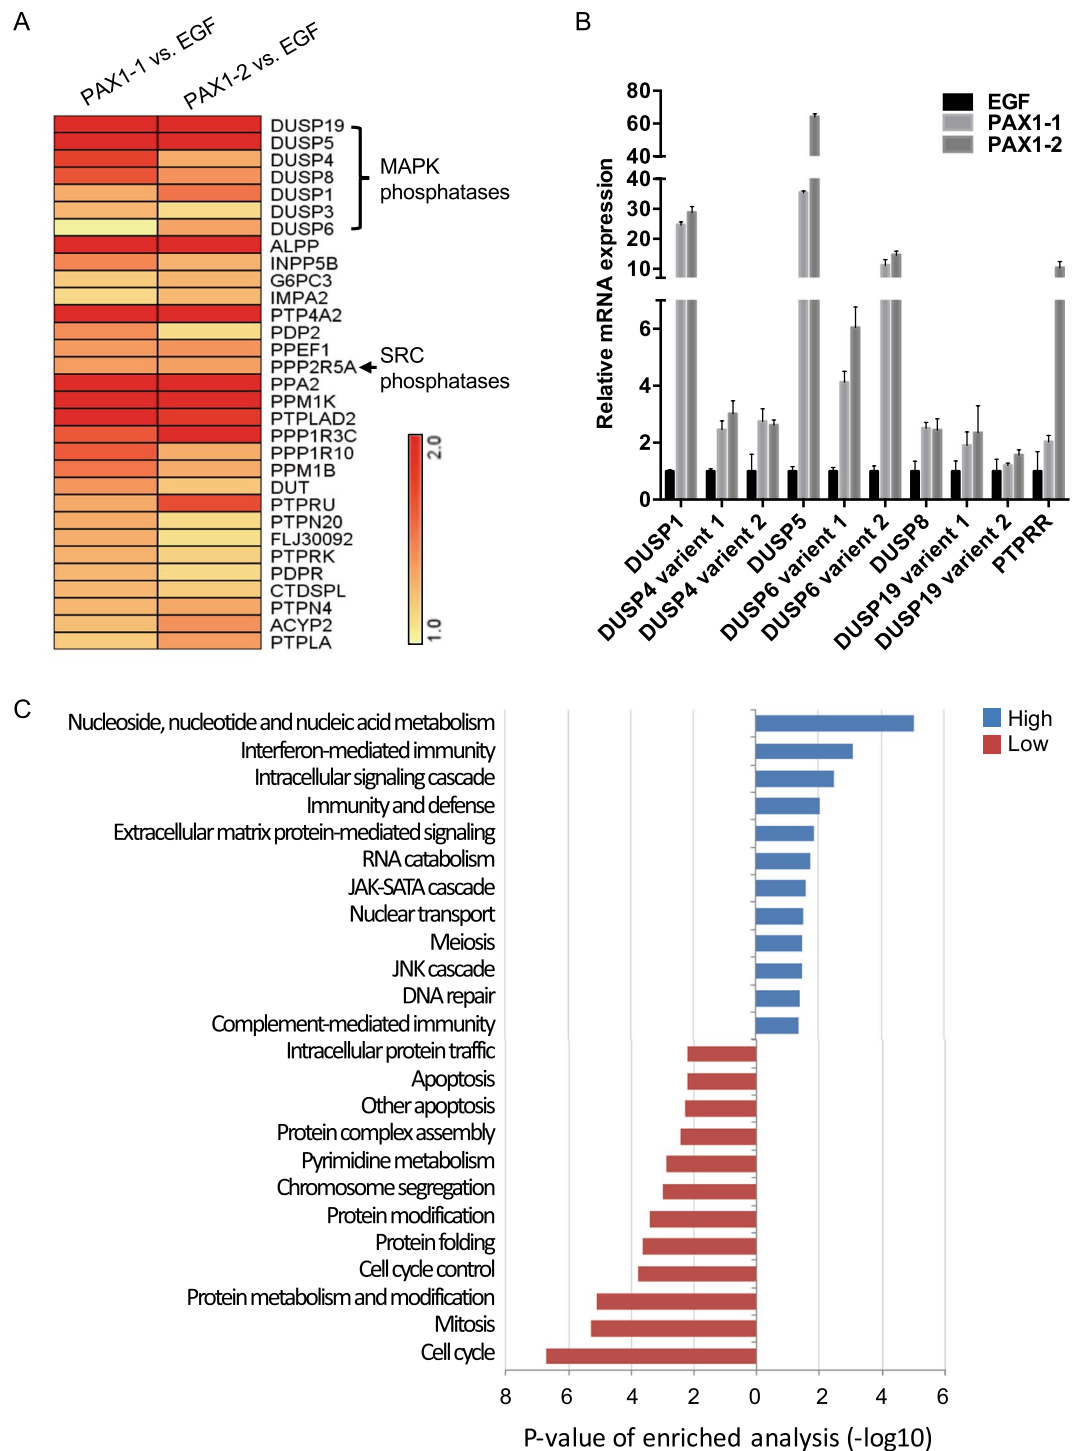 A
PAX1-1 vs. EGF
PAX1-2 vs. EGF
DUSP19
DUSP5
DUSP4
DUSP8
DUSP1
DUSP3
DUSP6
ALPP
INPP5B
G6PC3
IMPA2
PTP4A2
PDP2
PPEF1
PPP2R5A
PPA2
PPM1K
PTPLAD2
PPP1R3C
PPP1R10
PPM1B
DUT
PTPRU
PTPN20
FLJ30092
PTPRK
PDPR
CTDSPL
PTPN4
ACYP2
PTPLA
MAPK
phosphatases
SRC
phosphatases
2.0
1.0
B
Relative mRNA expression
80
60
40
40
30
20
10
6
4
2
0
EGF
PAX1-1
PAX1-2
DUSP1
DUSP4 varient 1
DUSP4 varient 2
DUSP5
DUSP6 varient 1
DUSP6 varient 2
DUSP8
DUSP19 varient 1
DUSP19 varient 2
PTPRR
C
High
Low
Nucleoside, nucleotide and nucleic acid metabolism
Interferon-mediated immunity
Intracellular signaling cascade
Immunity and defense
Extracellular matrix protein-mediated signaling
RNA catabolism
JAK-SATA cascade
Nuclear transport
Meiosis
JNK cascade
DNA repair
Complement-mediated immunity
Intracellular protein traffic
Apoptosis
Other apoptosis
Protein complex assembly
Pyrimidine metabolism
Chromosome segregation
Protein modification
Protein folding
Cell cycle control
Protein metabolism and modification
Mitosis
Cell cycle
8 6 4 2 0 2 4 6
P-value of enriched analysis (-log10)